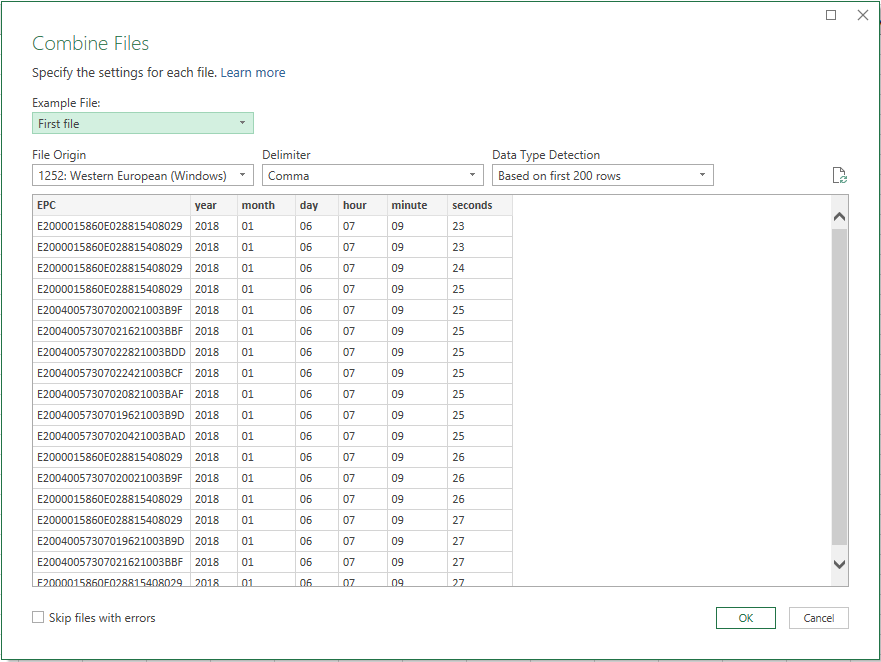 Combine Files
Specify the settings for each file. Learn more
Example File:
First file
File Origin Delimiter Data Type Detection
1252: Western European (Windows) Comma Based on first 200 rows
EPC year month day hour minute seconds
E2000015860E028815408029 2018 01 06 07 09 23
E2000015860E028815408029 2018 01 06 07 09 23
E2000015860E028815408029 2018 01 06 07 09 24
E2000015860E028815408029 2018 01 06 07 09 25
E20040057307020021003B9F 2018 01 06 07 09 25
E20040057307021621003BBF 2018 01 06 07 09 25
E20040057307022821003BDD 2018 01 06 07 09 25
E20040057307022421003BCF 2018 01 06 07 09 25
E20040057307020821003BAF 2018 01 06 07 09 25
E20040057307019621003B9D 2018 01 06 07 09 25
E20040057307020421003BAD 2018 01 06 07 09 25
E2000015860E028815408029 2018 01 06 07 09 26
E20040057307020021003B9F 2018 01 06 07 09 26
E2000015860E028815408029 2018 01 06 07 09 26
E2000015860E028815408029 2018 01 06 07 09 27
E20040057307019621003B9D 2018 01 06 07 09 27
E20040057307021621003BBF 2018 01 06 07 09 27
E2000015860E028815408029 2018 01 06 07 09 27
Skip files with errors OK Cancel